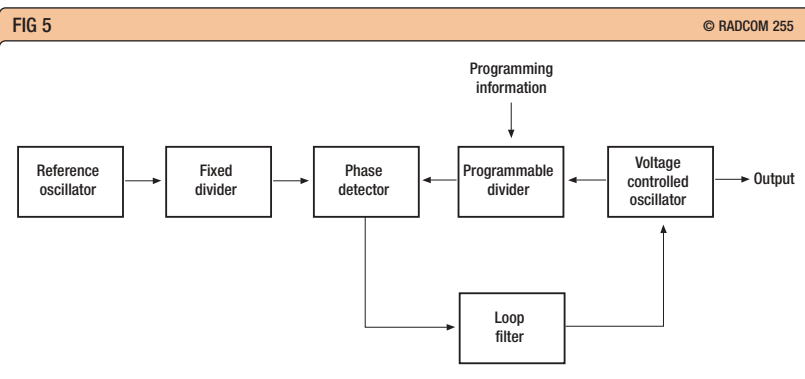 FIG 5
© RADCOM 255
Programming
information
Reference
oscillator
Fixed
divider
Phase
detector
Programmable
divider
Voltage
controlled
oscillator
Output
Loop
filter